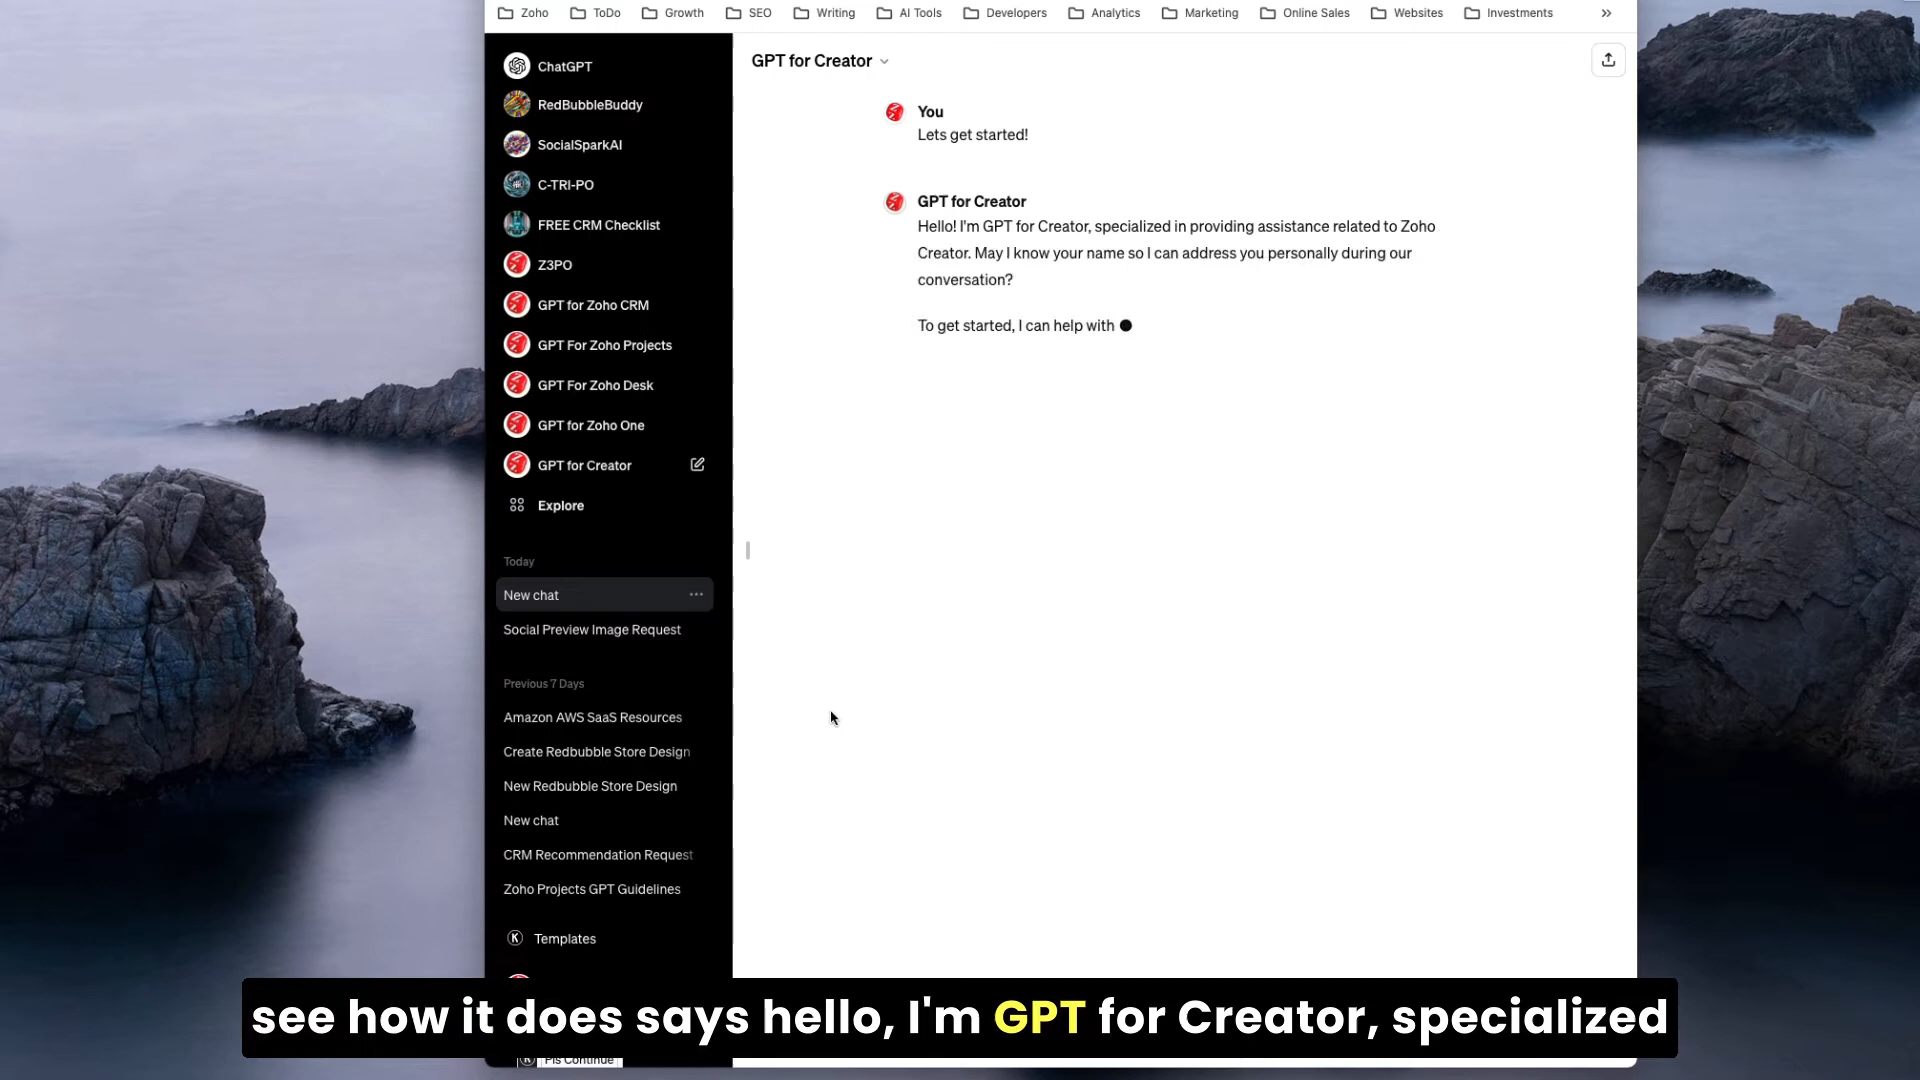 Zoho ToDo Growth SEO Writing AI Tools Developers Analytics Marketing Online Sales Websites Investments »
ChatGPT
RedBubbleBuddy
SocialSparkAI
C-TRI-PO
FREE CRM Checklist
Z3PO
GPT for Zoho CRM
GPT For Zoho Projects
GPT For Zoho Desk
GPT for Zoho One
GPT for Creator
Explore
Today
New chat
Social Preview Image Request
Previous 7 Days
Amazon AWS SaaS Resources
Create Redbubble Store Design
New Redbubble Store Design
New chat
CRM Recommendation Request
Zoho Projects GPT Guidelines
K Templates
Pls Continue
GPT for Creator
You
Lets get started!
GPT for Creator
Hello! I'm GPT for Creator, specialized in providing assistance related to Zoho
Creator. May I know your name so I can address you personally during our
conversation?
To get started, I can help with
see how it does says hello, I'm GPT for Creator, specialized